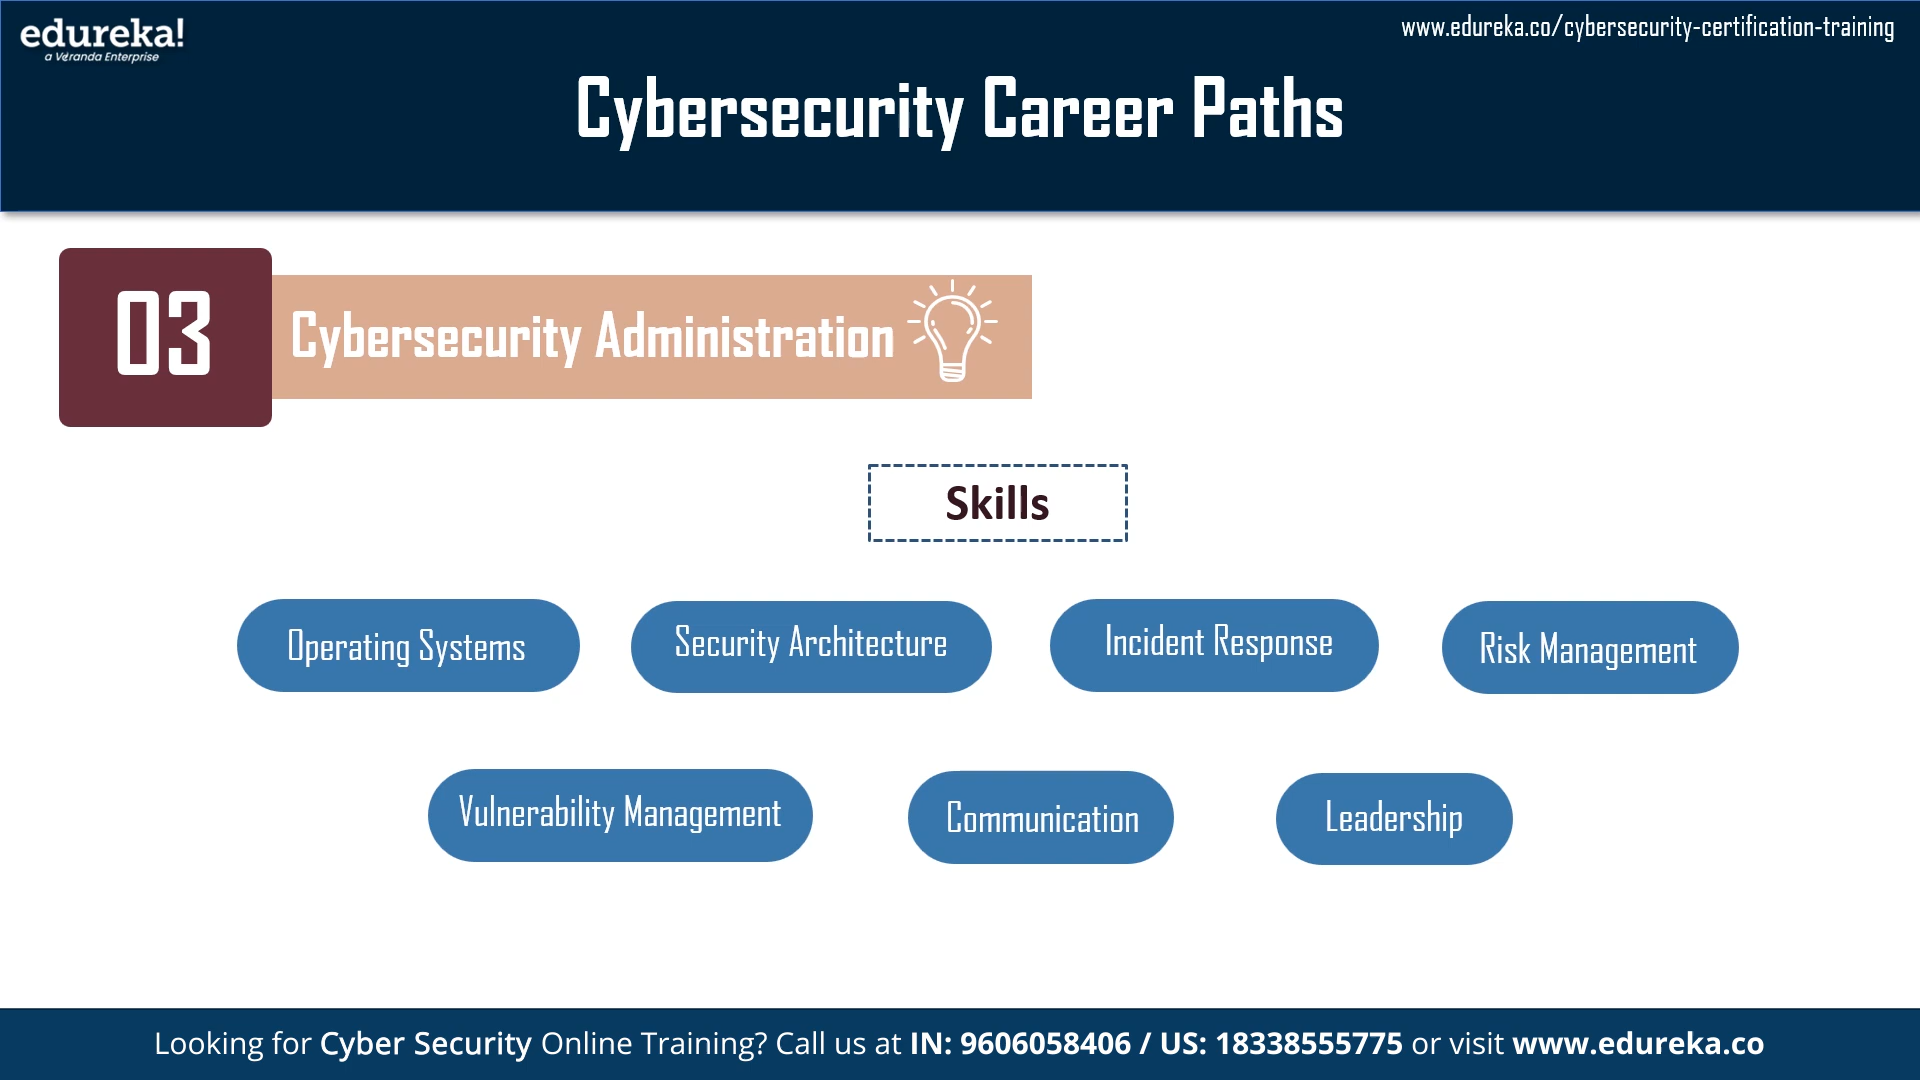 edureka!
a Veranda Enterprise
www.edureka.co/cybersecurity-certification-training
Cybersecurity Career Paths
03
Cybersecurity Administration
Skills
Operating Systems
Security Architecture
Incident Response
Risk Management
Vulnerability Management
Communication
Leadership
Looking for Cyber Security Online Training? Call us at IN: 9606058406 / US: 18338555775 or visit www.edureka.co